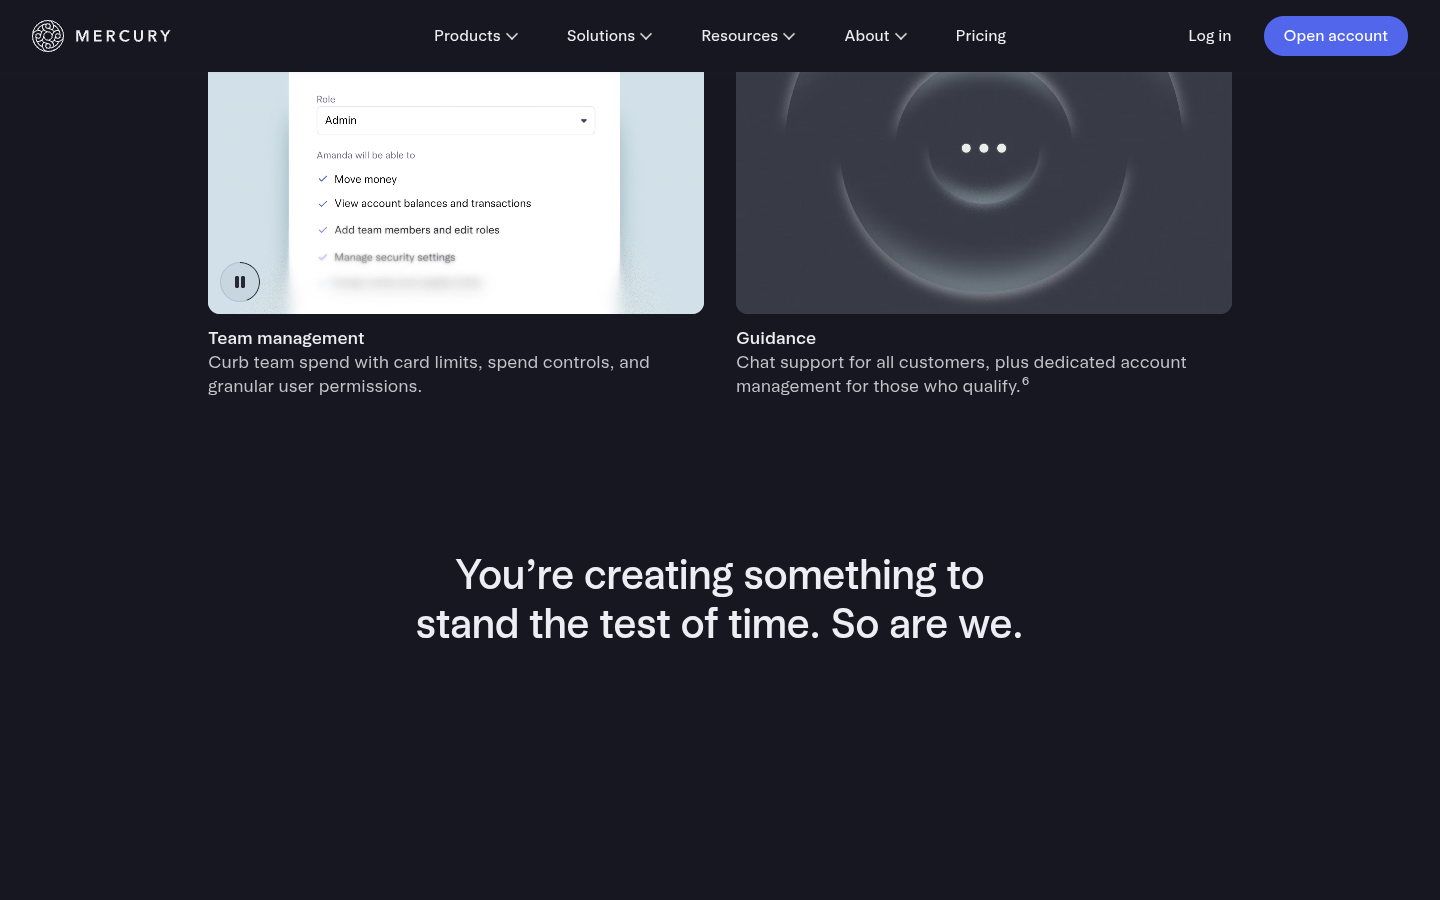 MERCURY
Products
Solutions
Resources
About
Pricing
Log in
Open account
Role
Admin
Amanda will be able to
Move money
View account balances and transactions
Add team members and edit roles
Manage security settings
Team management
Curb team spend with card limits, spend controls, and
granular user permissions.
Guidance
Chat support for all customers, plus dedicated account
management for those who qualify.⁶
You’re creating something to
stand the test of time. So are we.